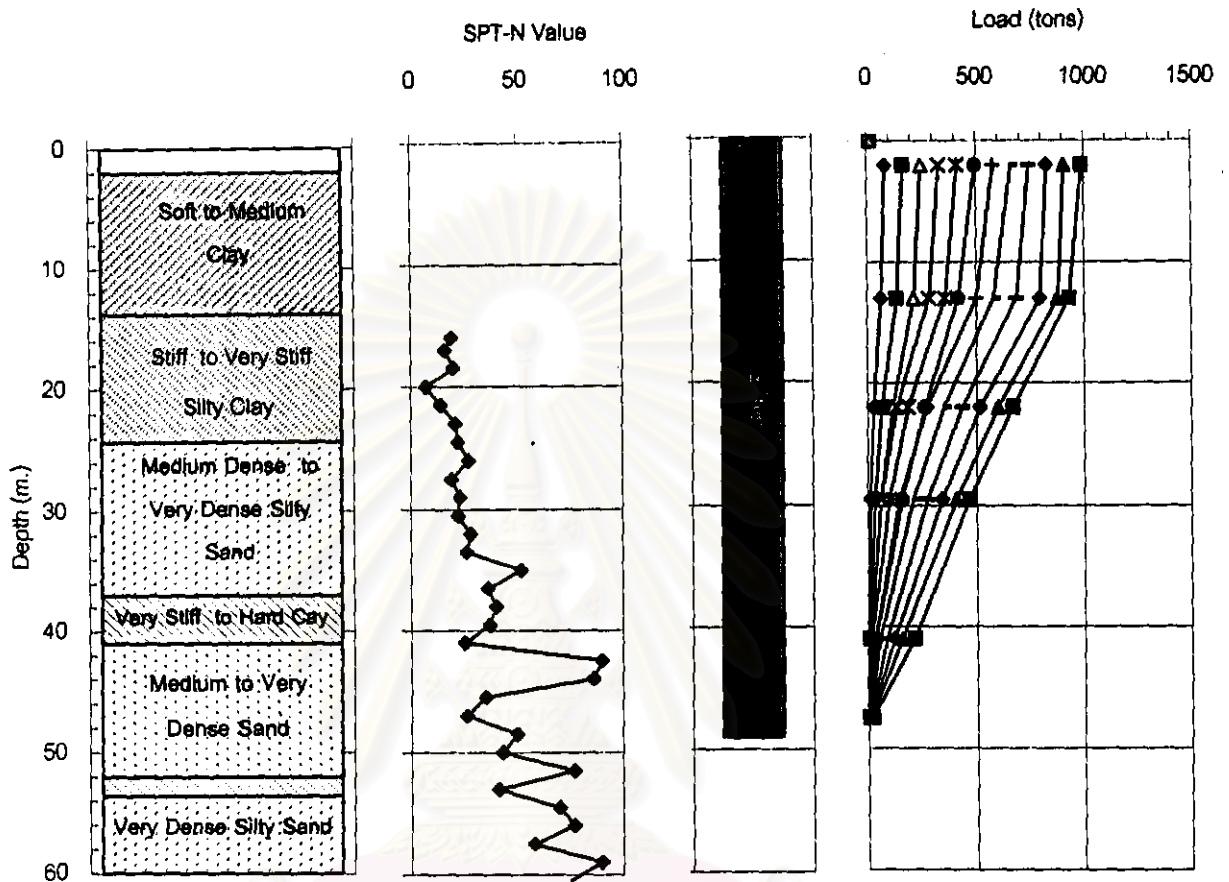 SPT-N Value
Load (tons)
0 50 100
0 500 1000 1500
Depth (m.)
0
10
20
30
40
50
60
Soft to Medium
Clay
Stiff to Very Stiff
Silty Clay
Medium Dense to
Very Dense Silty
Sand
Very Stiff to Hard Cay
Medium to Very
Dense Sand
Very Dense Silty Sand